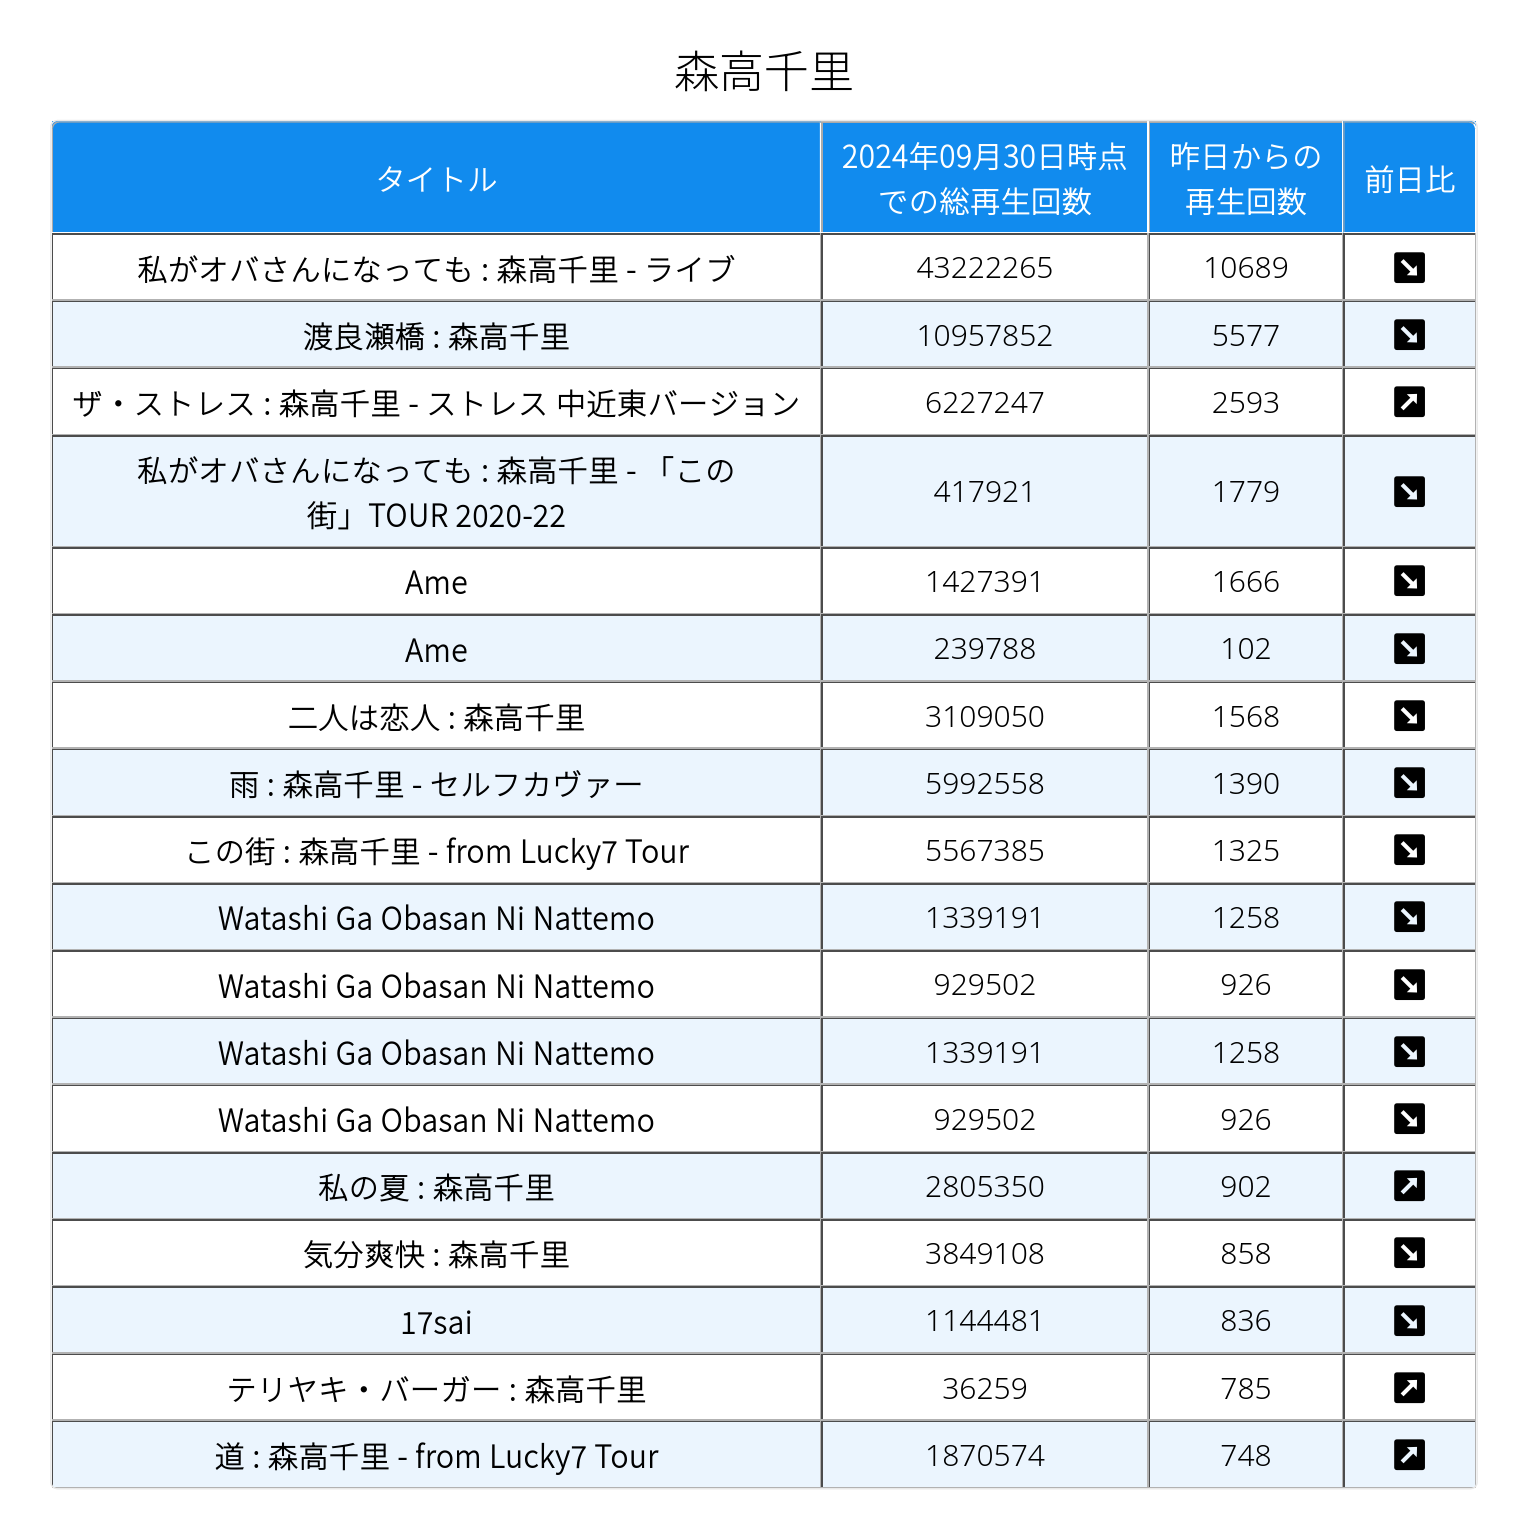 森高千里
タイトル
2024年09月30日時点
での総再生回数
昨日からの
再生回数
前日比
私がオバさんになっても : 森高千里 - ライブ 43222265 10689
渡良瀬橋 : 森高千里 10957852 5577
ザ・ストレス : 森高千里 - ストレス 中近東バージョン 6227247 2593
私がオバさんになっても : 森高千里 - 「この
街」TOUR 2020-22 417921 1779
Ame 1427391 1666
Ame 239788 102
二人は恋人 : 森高千里 3109050 1568
雨 : 森高千里 - セルフカヴァー 5992558 1390
この街 : 森高千里 - from Lucky7 Tour 5567385 1325
Watashi Ga Obasan Ni Nattemo 1339191 1258
Watashi Ga Obasan Ni Nattemo 929502 926
Watashi Ga Obasan Ni Nattemo 1339191 1258
Watashi Ga Obasan Ni Nattemo 929502 926
私の夏 : 森高千里 2805350 902
気分爽快 : 森高千里 3849108 858
17sai 1144481 836
テリヤキ・バーガー : 森高千里 36259 785
道 : 森高千里 - from Lucky7 Tour 1870574 748